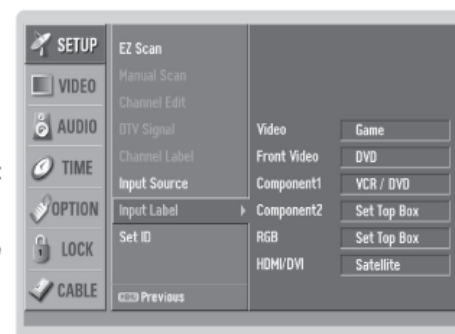 SETUP
VIDEO
AUDIO
TIME
OPTION
LOCK
CABLE
EZ Scan
Manual Scan
Channel Edit
DTV Signal
Channel Label
Input Source
Input Label
Set ID
Previous
Video Game
Front Video DVD
Component1 VCR / DVD
Component2 Set Top Box
RGB Set Top Box
HDMI/DVI Satellite